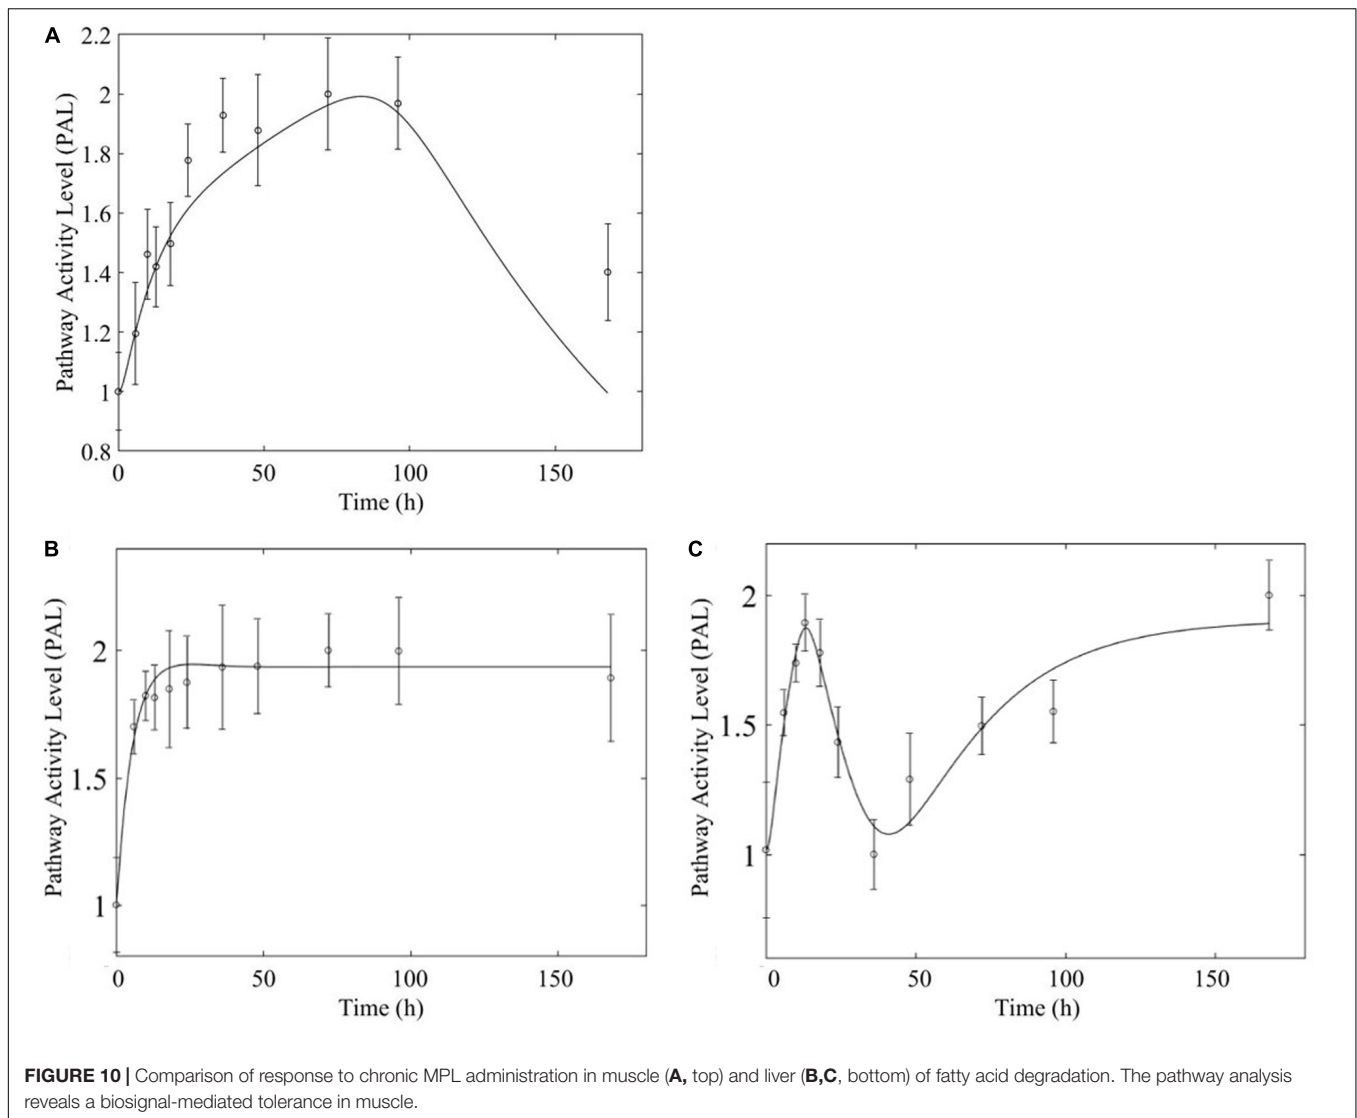 A
Pathway Activity Level (PAL)
2.2
2
1.8
1.6
1.4
1.2
1
0.8
0 50 100 150
Time (h)
B
Pathway Activity Level (PAL)
2
1.5
1
0 50 100 150
Time (h)
C
Pathway Activity Level (PAL)
2
1.5
1
0 50 100 150
Time (h)
FIGURE 10 | Comparison of response to chronic MPL administration in muscle (A, top) and liver (B,C, bottom) of fatty acid degradation. The pathway analysis
reveals a biosignal-mediated tolerance in muscle.